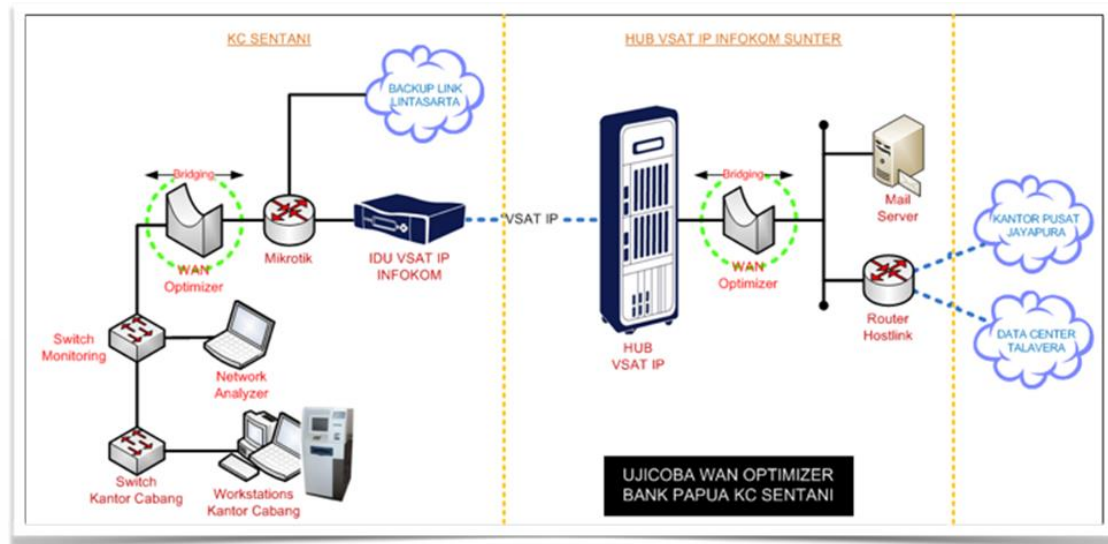 KC SENTANI
HUB VSAT IP INFOKOM SUNTER
BACKUP LINK
LINTASARTA
Bridging
WAN
Optimizer
Mikrotik
IDU VSAT IP
INFOKOM
VSAT IP
HUB
VSAT IP
Bridging
WAN
Optimizer
Mail
Server
Router
Hostlink
KANTOR PUSAT
JAYAPURA
DATA CENTER
TALAVERA
Switch
Monitoring
Network
Analyzer
Switch
Kantor Cabang
Workstations
Kantor Cabang
UJICOBA WAN OPTIMIZER
BANK PAPUA KC SENTANI